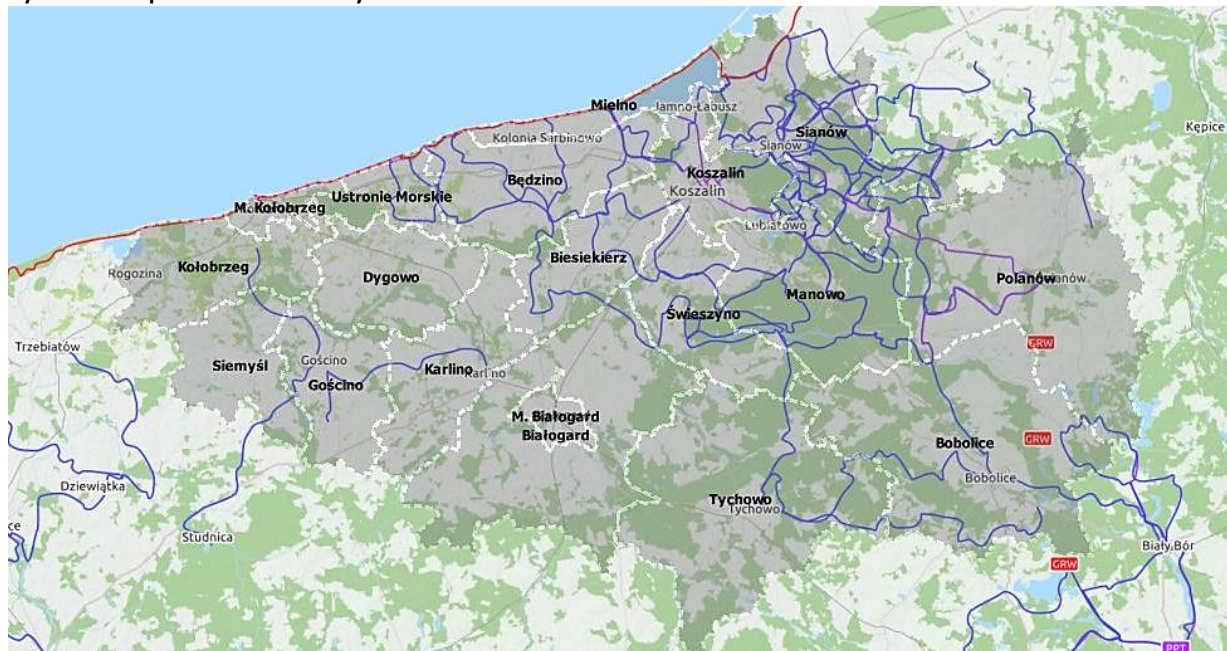 Mielno
Jamno-Łabusz
Sianów
Sianów
Kępice
Kolonia Sarbinowo
Koszalin
Koszalin
Będzino
Ustronie Morskie
M. Kołobrzeg
Lubiatowo
Biesiekierz
Kołobrzeg
Rogozina
Dygowo
Polanów
Manowo
Świeszyno
Trzebiatów
GRW
Siemyśl
Gościno
Gościno
Karlino
Karlino
M. Białogard
Białogard
GRW
Bobolice
Bobolice
Dziewiątka
Tychowo
Tychowo
Studnica
Biały Bór
GRW
PPT